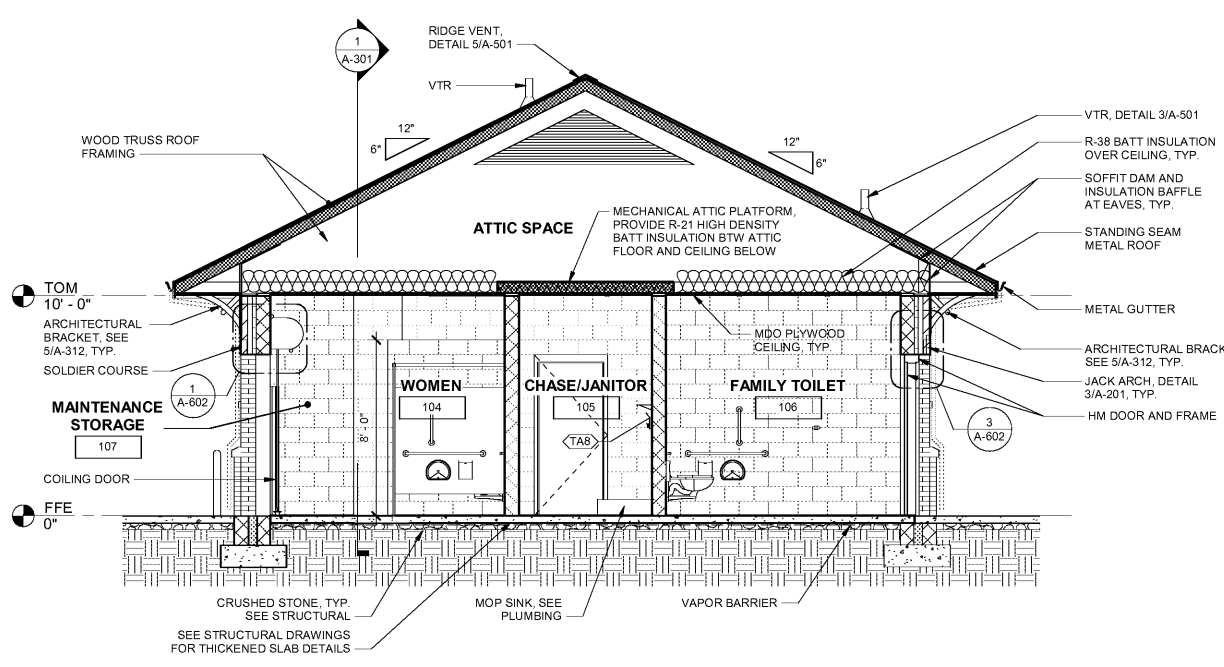 RIDGE VENT,
DETAIL 5/A-501
1
A-301
VTR
WOOD TRUSS ROOF
FRAMING
12"
6"
12"
6"
VTR, DETAIL 3/A-501
R-38 BATT INSULATION
OVER CEILING, TYP.
SOFFIT DAM AND
INSULATION BAFFLE
AT EAVES, TYP.
STANDING SEAM
METAL ROOF
ATTIC SPACE
MECHANICAL ATTIC PLATFORM,
PROVIDE R-21 HIGH DENSITY
BATT INSULATION BTW ATTIC
FLOOR AND CEILING BELOW
TOM
10' - 0"
METAL GUTTER
ARCHITECTURAL
BRACKET, SEE
5/A-312, TYP.
SOLDIER COURSE
MDO PLYWOOD
CEILING, TYP.
ARCHITECTURAL BRACK
SEE 5/A-312, TYP.
JACK ARCH, DETAIL
3/A-201, TYP.
HM DOOR AND FRAME
1
A-602
MAINTENANCE
STORAGE
107
WOMEN
104
CHASE/JANITOR
105
FAMILY TOILET
106
8' - 0"
TA8
3
A-602
COILING DOOR
FFE
0"
CRUSHED STONE, TYP.
SEE STRUCTURAL
MOP SINK, SEE
PLUMBING
VAPOR BARRIER
SEE STRUCTURAL DRAWINGS
FOR THICKENED SLAB DETAILS